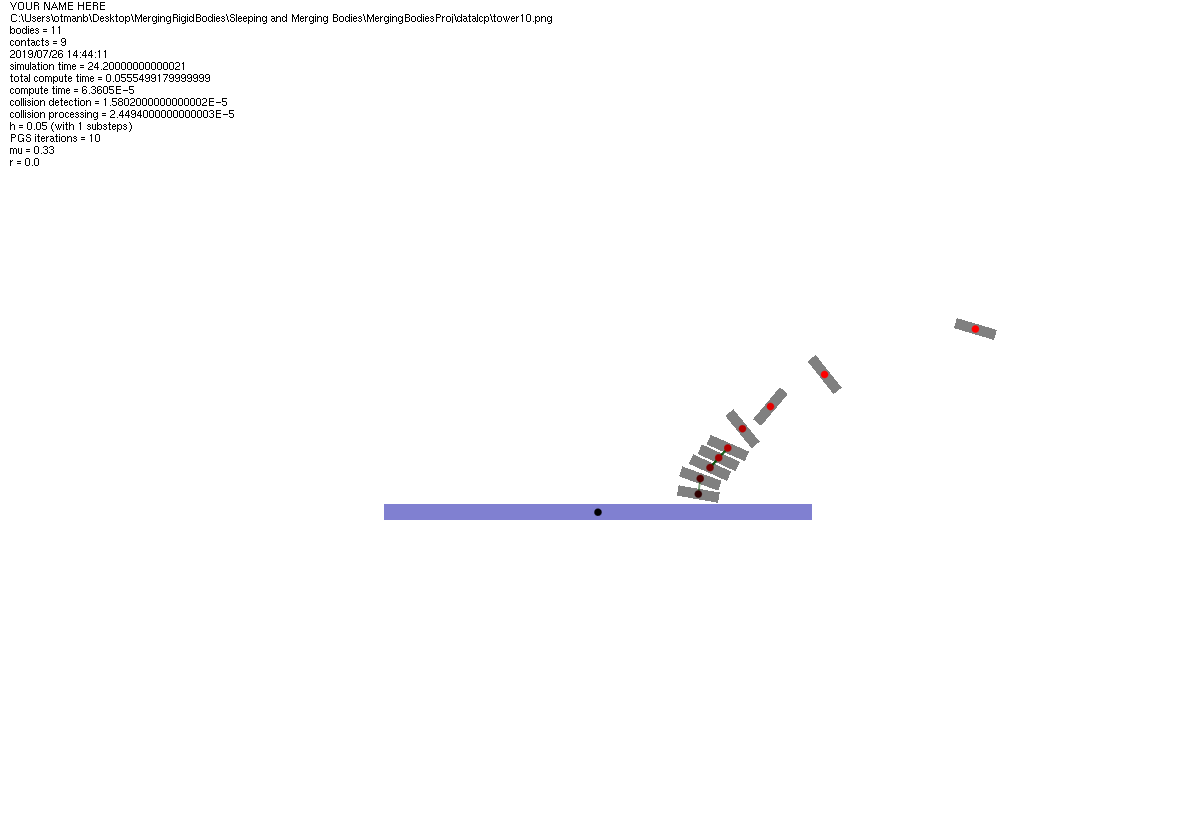 YOUR NAME HERE
C:\Users\otmanb\Desktop\MergingRigidBodies\Sleeping and Merging Bodies\MergingBodiesProj\datalcp\tower10.png
bodies = 11
contacts = 9
2019/07/26 14:44:11
simulation time = 24.20000000000021
total compute time = 0.0555499179999999
compute time = 6.3605E-5
collision detection = 1.5802000000000002E-5
collision processing = 2.4494000000000003E-5
h = 0.05 (with 1 substeps)
PGS iterations = 10
mu = 0.33
r = 0.0